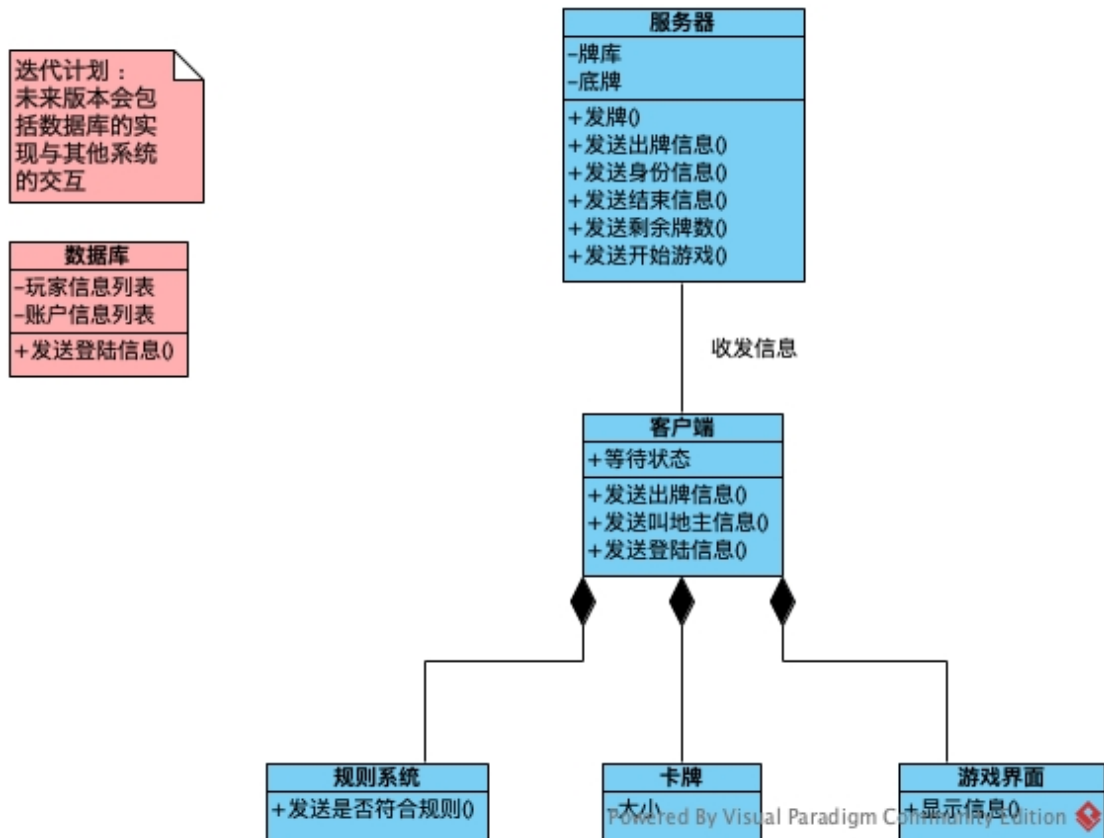 迭代计划：
未来版本会包
括数据库的实
现与其他系统
的交互
数据库
-玩家信息列表
-账户信息列表
+发送登陆信息()
服务器
-牌库
-底牌
+发牌()
+发送出牌信息()
+发送身份信息()
+发送结束信息()
+发送剩余牌数()
+发送开始游戏()
收发信息
客户端
+等待状态
+发送出牌信息()
+发送叫地主信息()
+发送登陆信息()
规则系统
+发送是否符合规则()
卡牌
-大小
游戏界面
+显示信息()
Powered By Visual Paradigm Community Edition